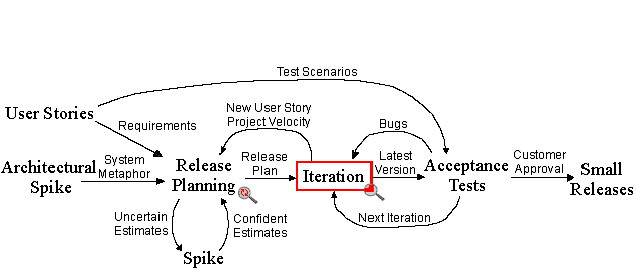 Test Scenarios
User Stories
New User Story
Project Velocity
Bugs
Requirements
Architectural
Spike
System
Metaphor
Release
Planning
Release
Plan
Iteration
Latest
Version
Acceptance
Tests
Customer
Approval
Small
Releases
Uncertain
Estimates
Confident
Estimates
Next Iteration
Spike